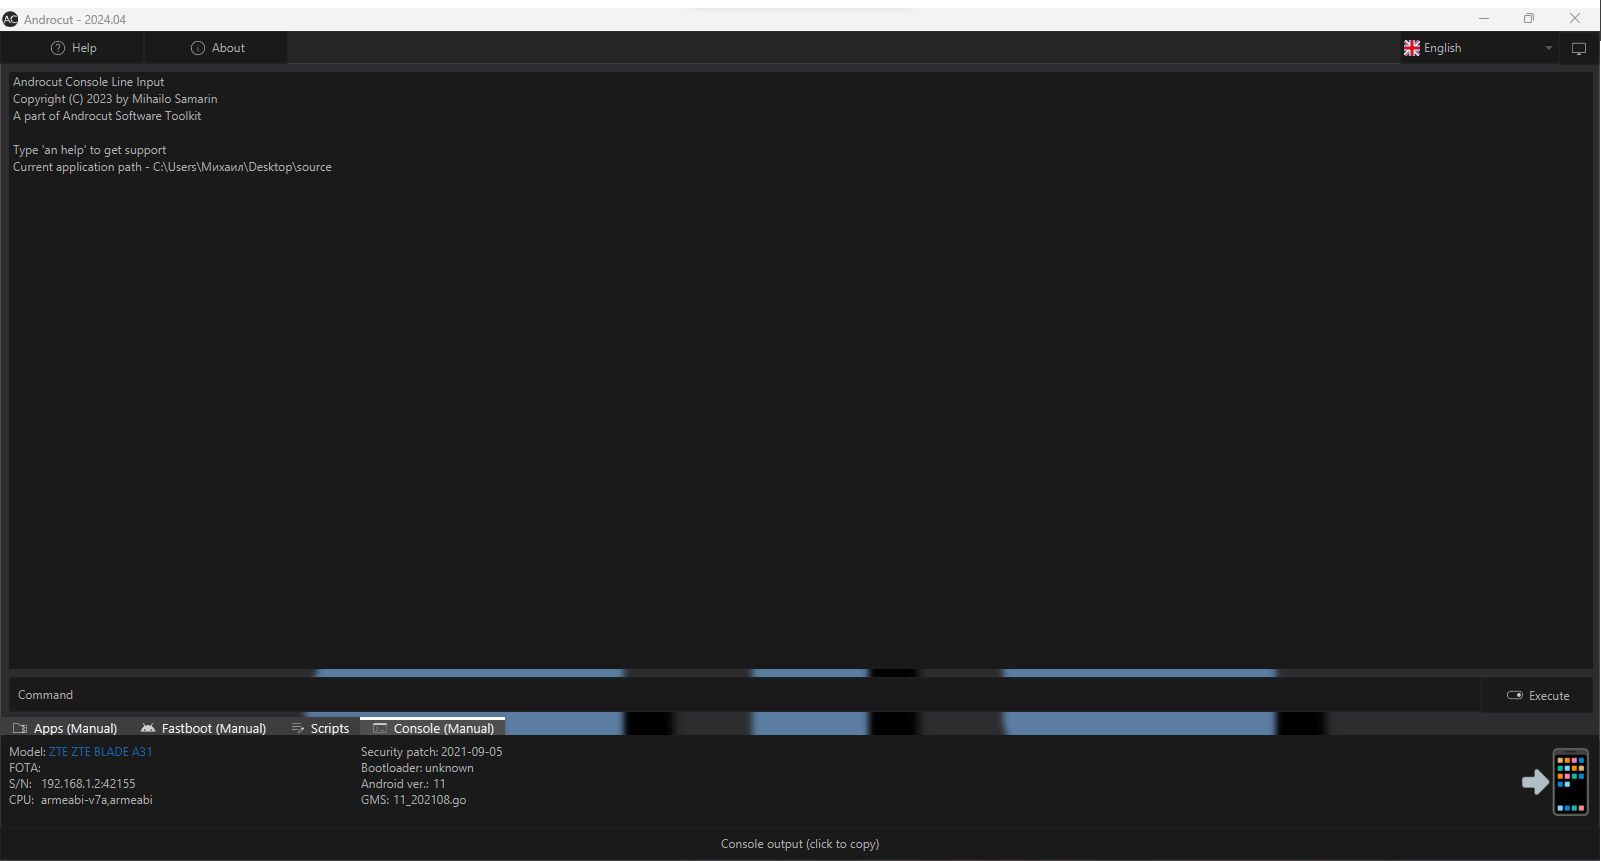 AC Androcut - 2024.04
Help About English
Androcut Console Line Input
Copyright (C) 2023 by Mihailo Samarin
A part of Androcut Software Toolkit
Type 'an help' to get support
Current application path - C:\Users\Михаил\Desktop\source
Command Execute
Apps (Manual) Fastboot (Manual) Scripts Console (Manual)
Model: ZTE ZTE BLADE A31 Security patch: 2021-09-05
FOTA: Bootloader: unknown
S/N: 192.168.1.2:42155 Android ver.: 11
CPU: armeabi-v7a,armeabi GMS: 11_202108.go
Console output (click to copy)